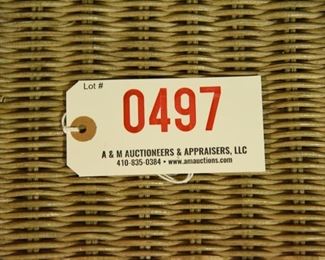 Lot #
0497
A & M AUCTIONEERS & APPRAISERS, LLC
410-835-0384 • www.amauctions.com